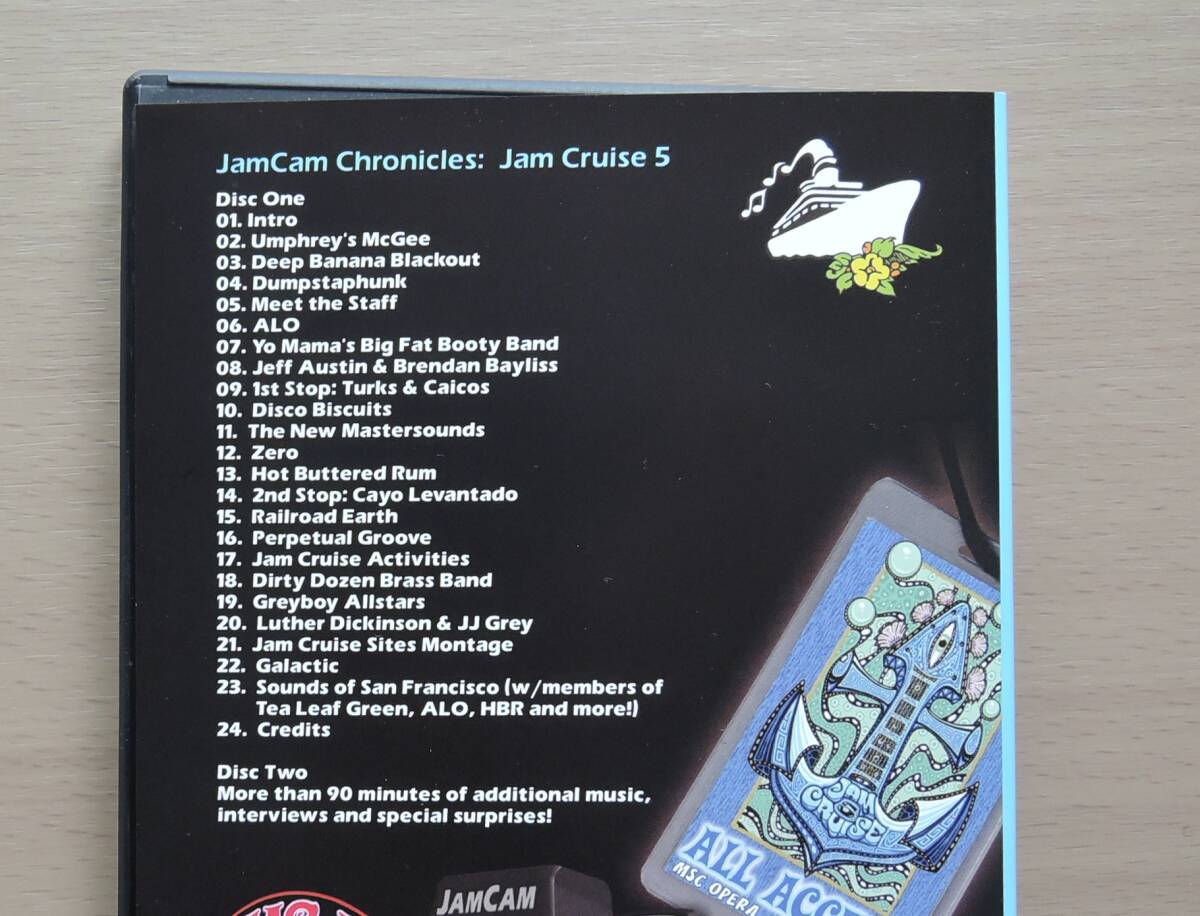 JamCam Chronicles: Jam Cruise 5
Disc One
01. Intro
02. Umphrey's McGee
03. Deep Banana Blackout
04. Dumpstaphunk
05. Meet the Staff
06. ALO
07. Yo Mama's Big Fat Booty Band
08. Jeff Austin & Brendan Bayliss
09. 1st Stop: Turks & Caicos
10. Disco Biscuits
11. The New Mastersounds
12. Zero
13. Hot Buttered Rum
14. 2nd Stop: Cayo Levantado
15. Railroad Earth
16. Perpetual Groove
17. Jam Cruise Activities
18. Dirty Dozen Brass Band
19. Greyboy Allstars
20. Luther Dickinson & JJ Grey
21. Jam Cruise Sites Montage
22. Galactic
23. Sounds of San Francisco (w/members of
Tea Leaf Green, ALO, HBR and more!)
24. Credits
Disc Two
More than 90 minutes of additional music,
interviews and special surprises!
JAM
5
CRUISE
ALL
MSC OPERA
JAMCAM